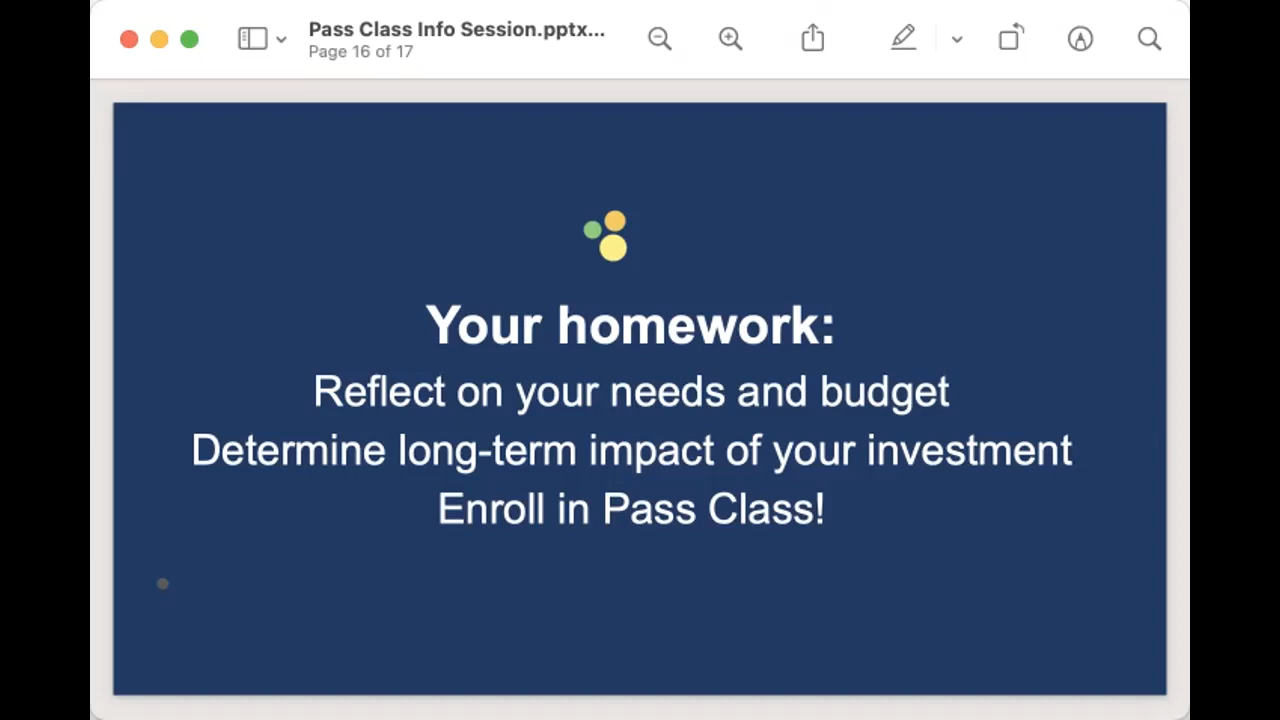 Pass Class Info Session.pptx...
Page 16 of 17
Your homework:
Reflect on your needs and budget
Determine long-term impact of your investment
Enroll in Pass Class!